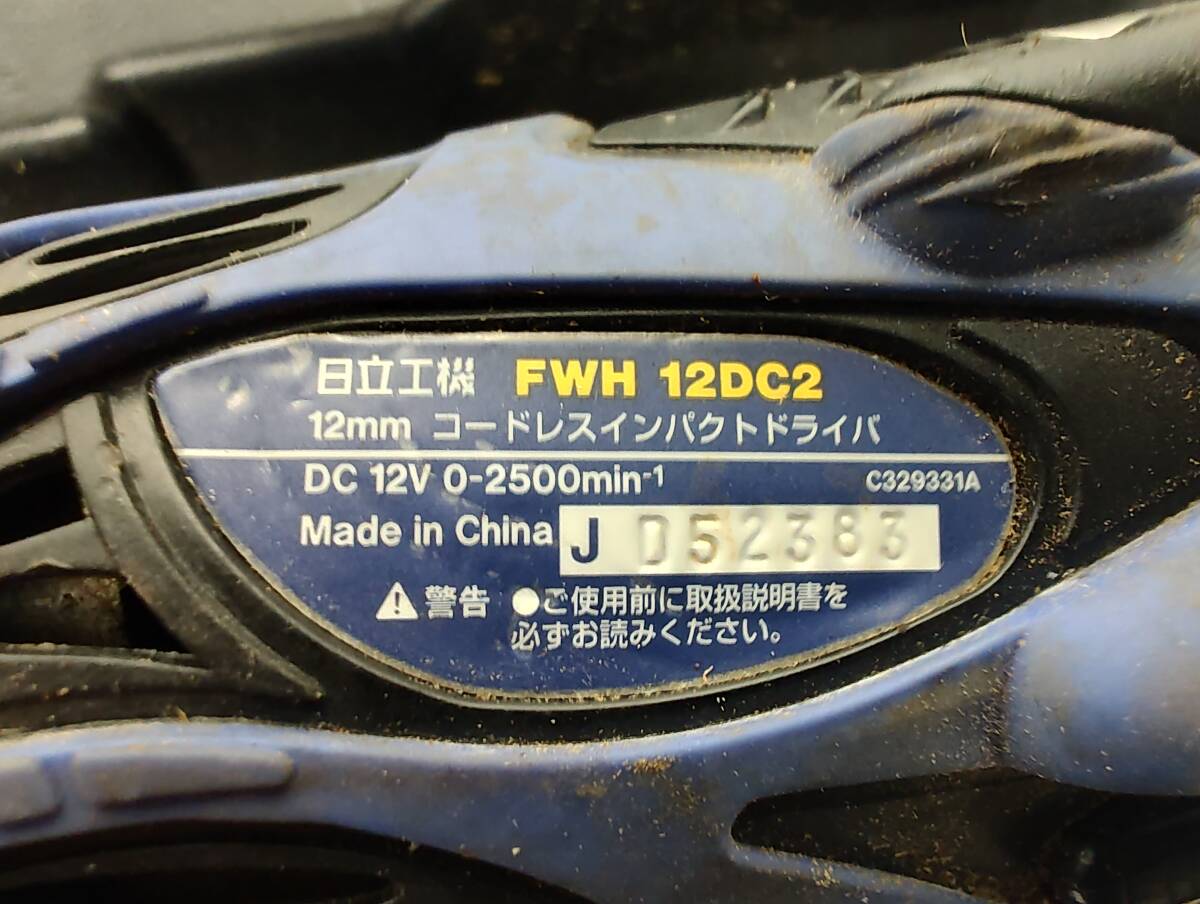 日立工機 FWH 12DC2
12mm コードレスインパクトドライバ
DC 12V 0-2500min-1 C329331A
Made in China J D52383
警告 ●ご使用前に取扱説明書を
必ずお読みください。